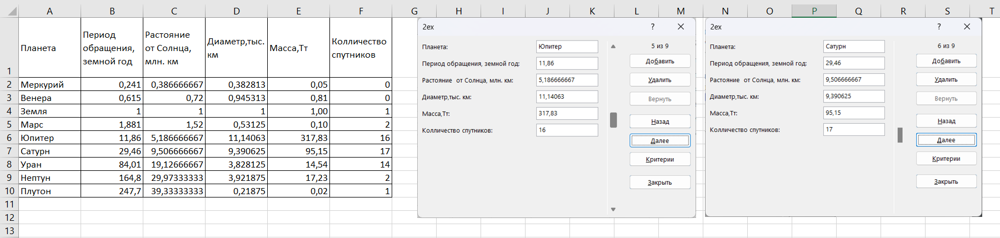 A B C D E F G H I J K L M N O P Q R S T
1 Планета Период обращения, земной год Растояние от Солнца, млн. км Диаметр,тыс. км Масса,Тт Колличество спутников
2 Меркурий 0,241 0,386666667 0,382813 0,05 0
3 Венера 0,615 0,72 0,945313 0,81 0
4 Земля 1 1 1 1,00 1
5 Марс 1,881 1,52 0,53125 0,10 2
6 Юпитер 11,86 5,186666667 11,14063 317,83 16
7 Сатурн 29,46 9,506666667 9,390625 95,15 17
8 Уран 84,01 19,12666667 3,828125 14,54 14
9 Нептун 164,8 29,97333333 3,921875 17,23 2
10 Плутон 247,7 39,33333333 0,21875 0,02 1
11
12
13
2ex ? ×
Планета: Юпитер 5 из 9
Период обращения, земной год: 11,86 Добавить
Растояние от Солнца, млн. км: 5,186666667 Удалить
Диаметр,тыс. км: 11,14063 Вернуть
Масса,Тт: 317,83 Назад
Колличество спутников: 16 Далее
Критерии
Закрыть
2ex ? ×
Планета: Сатурн 6 из 9
Период обращения, земной год: 29,46 Добавить
Растояние от Солнца, млн. км: 9,506666667 Удалить
Диаметр,тыс. км: 9,390625 Вернуть
Масса,Тт: 95,15 Назад
Колличество спутников: 17 Далее
Критерии
Закрыть